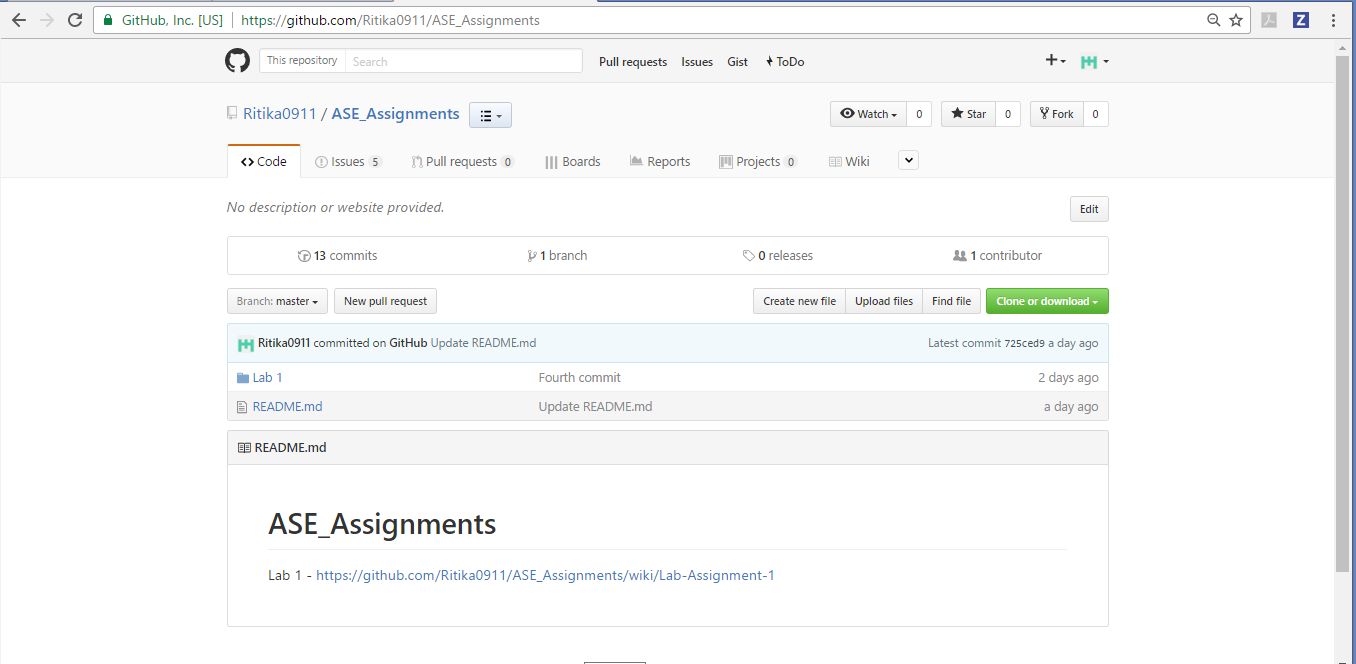 GitHub, Inc. [US] https://github.com/Ritika0911/ASE_Assignments
This repository Search Pull requests Issues Gist ToDo
Ritika0911 / ASE_Assignments Watch 0 Star 0 Fork 0
Code Issues 5 Pull requests 0 Boards Reports Projects 0 Wiki
No description or website provided. Edit
13 commits 1 branch 0 releases 1 contributor
Branch: master New pull request Create new file Upload files Find file Clone or download
Ritika0911 committed on GitHub Update README.md Latest commit 725ced9 a day ago
Lab 1 Fourth commit 2 days ago
README.md Update README.md a day ago
README.md
ASE_Assignments
Lab 1 - https://github.com/Ritika0911/ASE_Assignments/wiki/Lab-Assignment-1